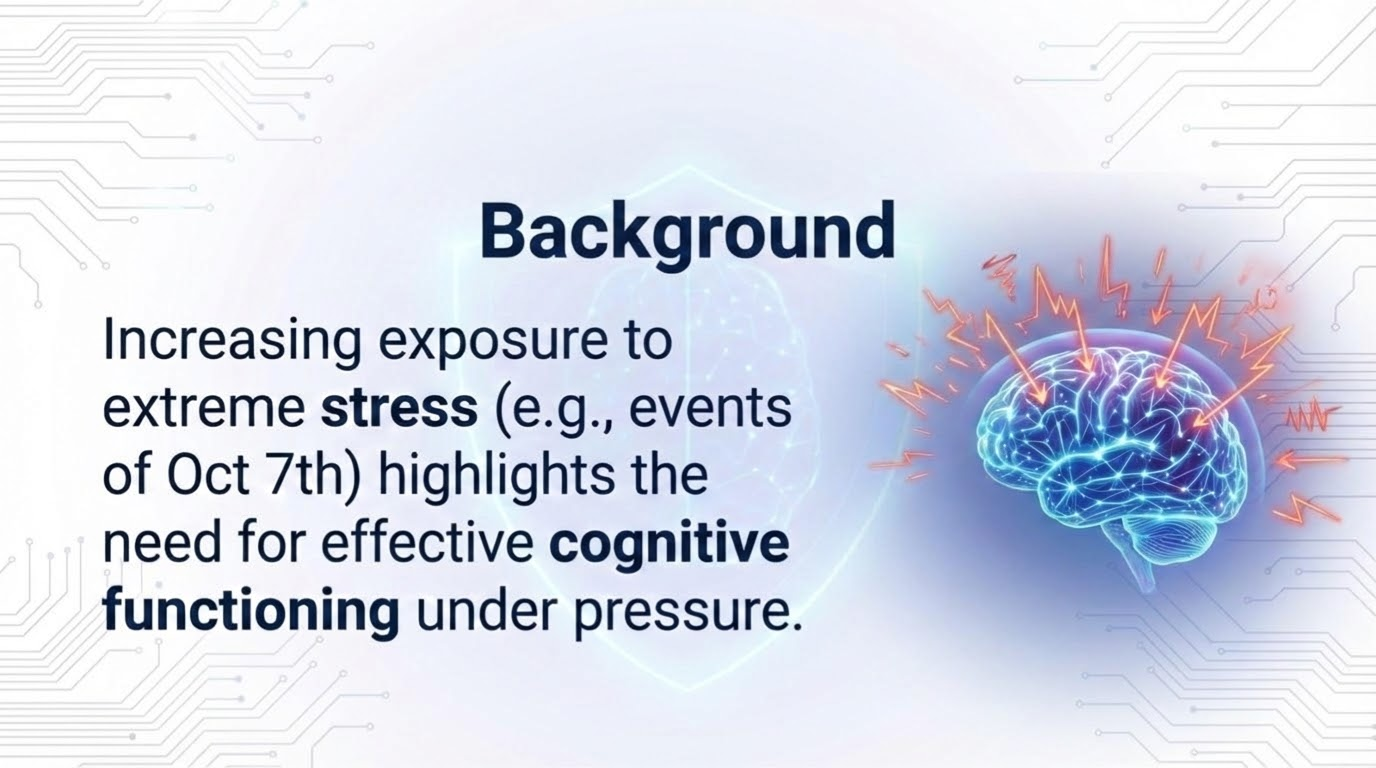 Background
Increasing exposure to
extreme stress (e.g., events
of Oct 7th) highlights the
need for effective cognitive
functioning under pressure.